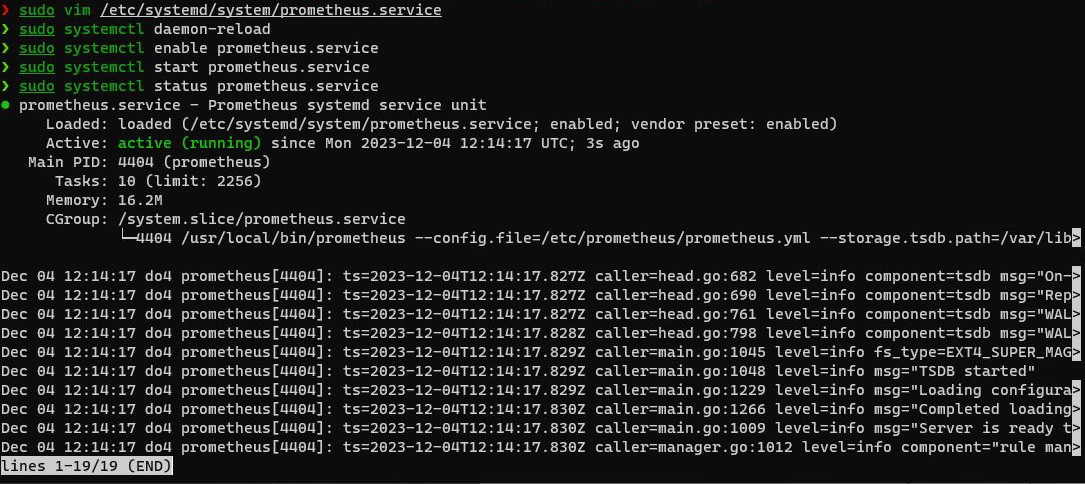 ❯ sudo vim /etc/systemd/system/prometheus.service
❯ sudo systemctl daemon-reload
❯ sudo systemctl enable prometheus.service
❯ sudo systemctl start prometheus.service
❯ sudo systemctl status prometheus.service
● prometheus.service - Prometheus systemd service unit
Loaded: loaded (/etc/systemd/system/prometheus.service; enabled; vendor preset: enabled)
Active: active (running) since Mon 2023-12-04 12:14:17 UTC; 3s ago
Main PID: 4404 (prometheus)
Tasks: 10 (limit: 2256)
Memory: 16.2M
CGroup: /system.slice/prometheus.service
└─4404 /usr/local/bin/prometheus --config.file=/etc/prometheus/prometheus.yml --storage.tsdb.path=/var/lib>
Dec 04 12:14:17 do4 prometheus[4404]: ts=2023-12-04T12:14:17.827Z caller=head.go:682 level=info component=tsdb msg="On->
Dec 04 12:14:17 do4 prometheus[4404]: ts=2023-12-04T12:14:17.827Z caller=head.go:690 level=info component=tsdb msg="Rep>
Dec 04 12:14:17 do4 prometheus[4404]: ts=2023-12-04T12:14:17.827Z caller=head.go:761 level=info component=tsdb msg="WAL>
Dec 04 12:14:17 do4 prometheus[4404]: ts=2023-12-04T12:14:17.828Z caller=head.go:798 level=info component=tsdb msg="WAL>
Dec 04 12:14:17 do4 prometheus[4404]: ts=2023-12-04T12:14:17.829Z caller=main.go:1045 level=info fs_type=EXT4_SUPER_MAG>
Dec 04 12:14:17 do4 prometheus[4404]: ts=2023-12-04T12:14:17.829Z caller=main.go:1048 level=info msg="TSDB started"
Dec 04 12:14:17 do4 prometheus[4404]: ts=2023-12-04T12:14:17.829Z caller=main.go:1229 level=info msg="Loading configura>
Dec 04 12:14:17 do4 prometheus[4404]: ts=2023-12-04T12:14:17.830Z caller=main.go:1266 level=info msg="Completed loading>
Dec 04 12:14:17 do4 prometheus[4404]: ts=2023-12-04T12:14:17.830Z caller=main.go:1009 level=info msg="Server is ready t>
Dec 04 12:14:17 do4 prometheus[4404]: ts=2023-12-04T12:14:17.830Z caller=manager.go:1012 level=info component="rule man>
lines 1-19/19 (END)